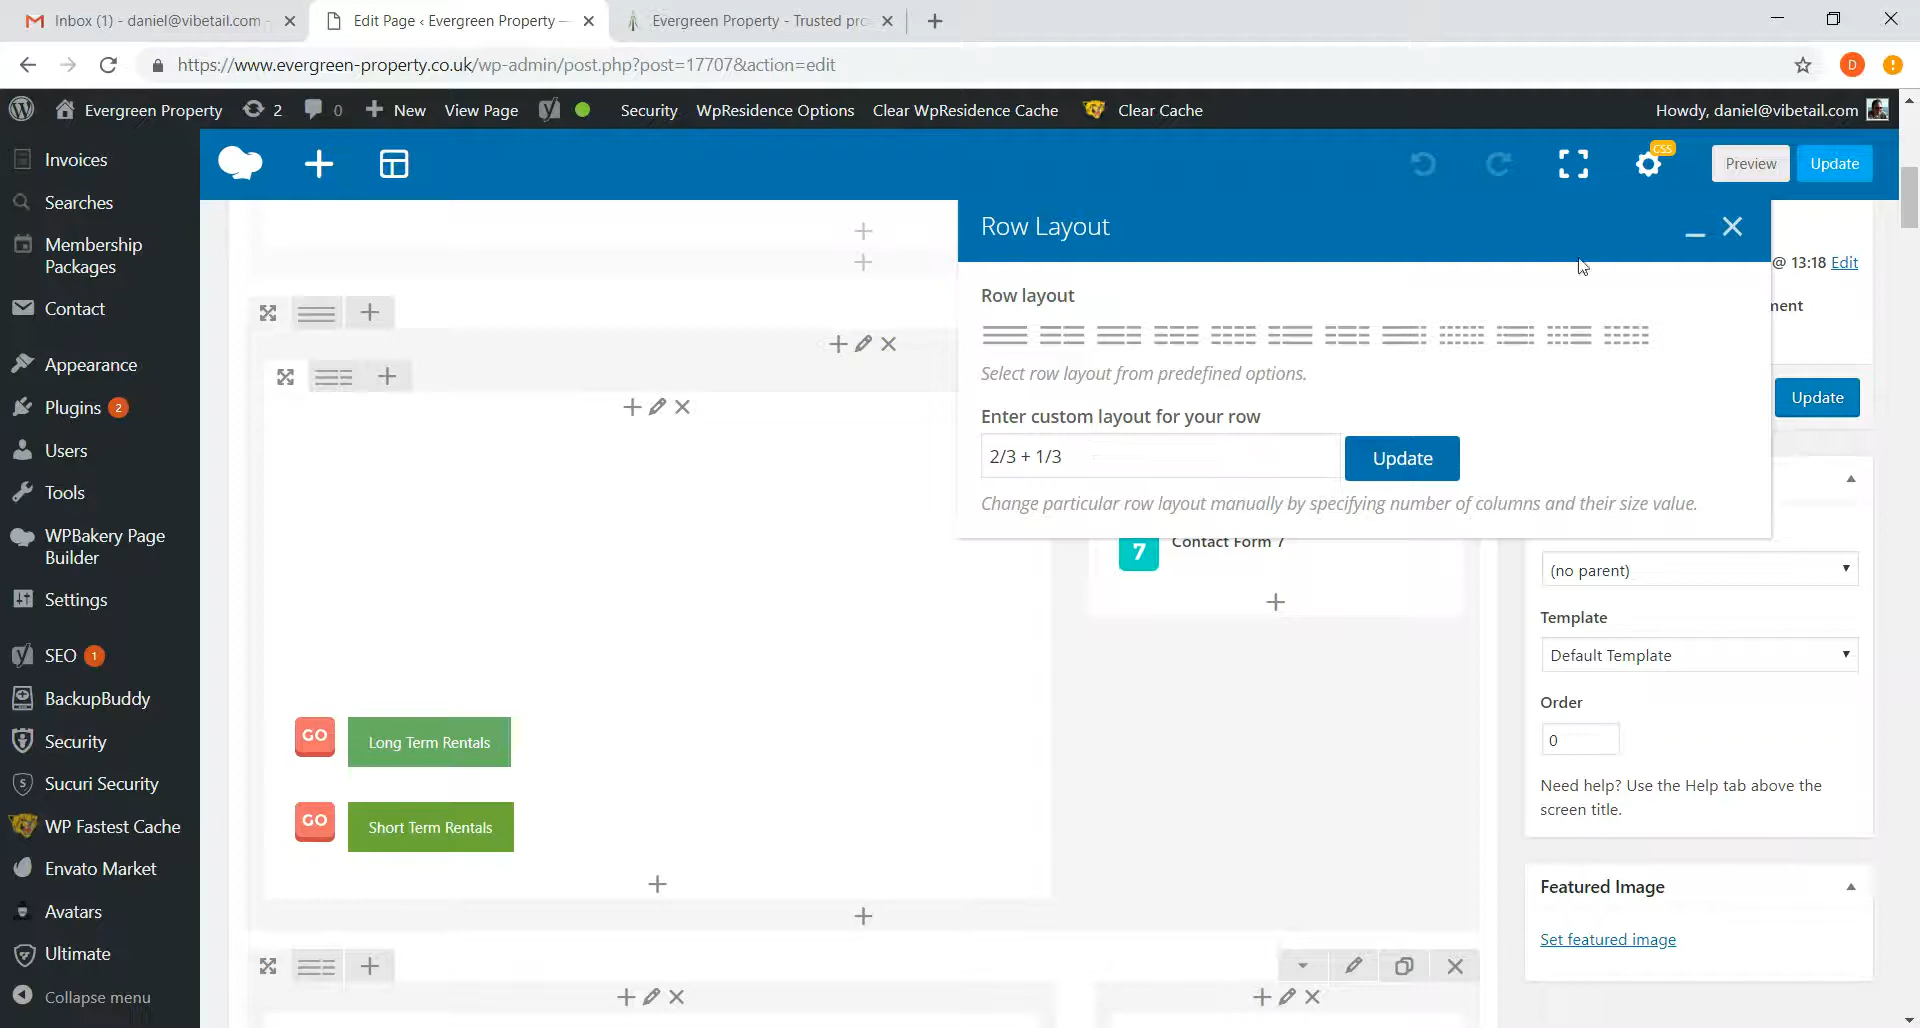 Inbox (1) - daniel@vibetail.com -
Edit Page ‹ Evergreen Property —
Evergreen Property - Trusted pro
https://www.evergreen-property.co.uk/wp-admin/post.php?post=17707&action=edit
D
Evergreen Property
2
0
New
View Page
Security
WpResidence Options
Clear WpResidence Cache
Clear Cache
Howdy, daniel@vibetail.com
Invoices
Searches
Membership
Packages
Contact
Appearance
Plugins 2
Users
Tools
WPBakery Page
Builder
Settings
SEO 1
BackupBuddy
Security
Sucuri Security
WP Fastest Cache
Envato Market
Avatars
Ultimate
Collapse menu
CSS
Preview
Update
Row Layout
Row layout
Select row layout from predefined options.
Enter custom layout for your row
2/3 + 1/3
Update
Change particular row layout manually by specifying number of columns and their size value.
@ 13:18 Edit
Update
7
Contact Form 7
GO
Long Term Rentals
GO
Short Term Rentals
(no parent)
Template
Default Template
Order
0
Need help? Use the Help tab above the
screen title.
Featured Image
Set featured image